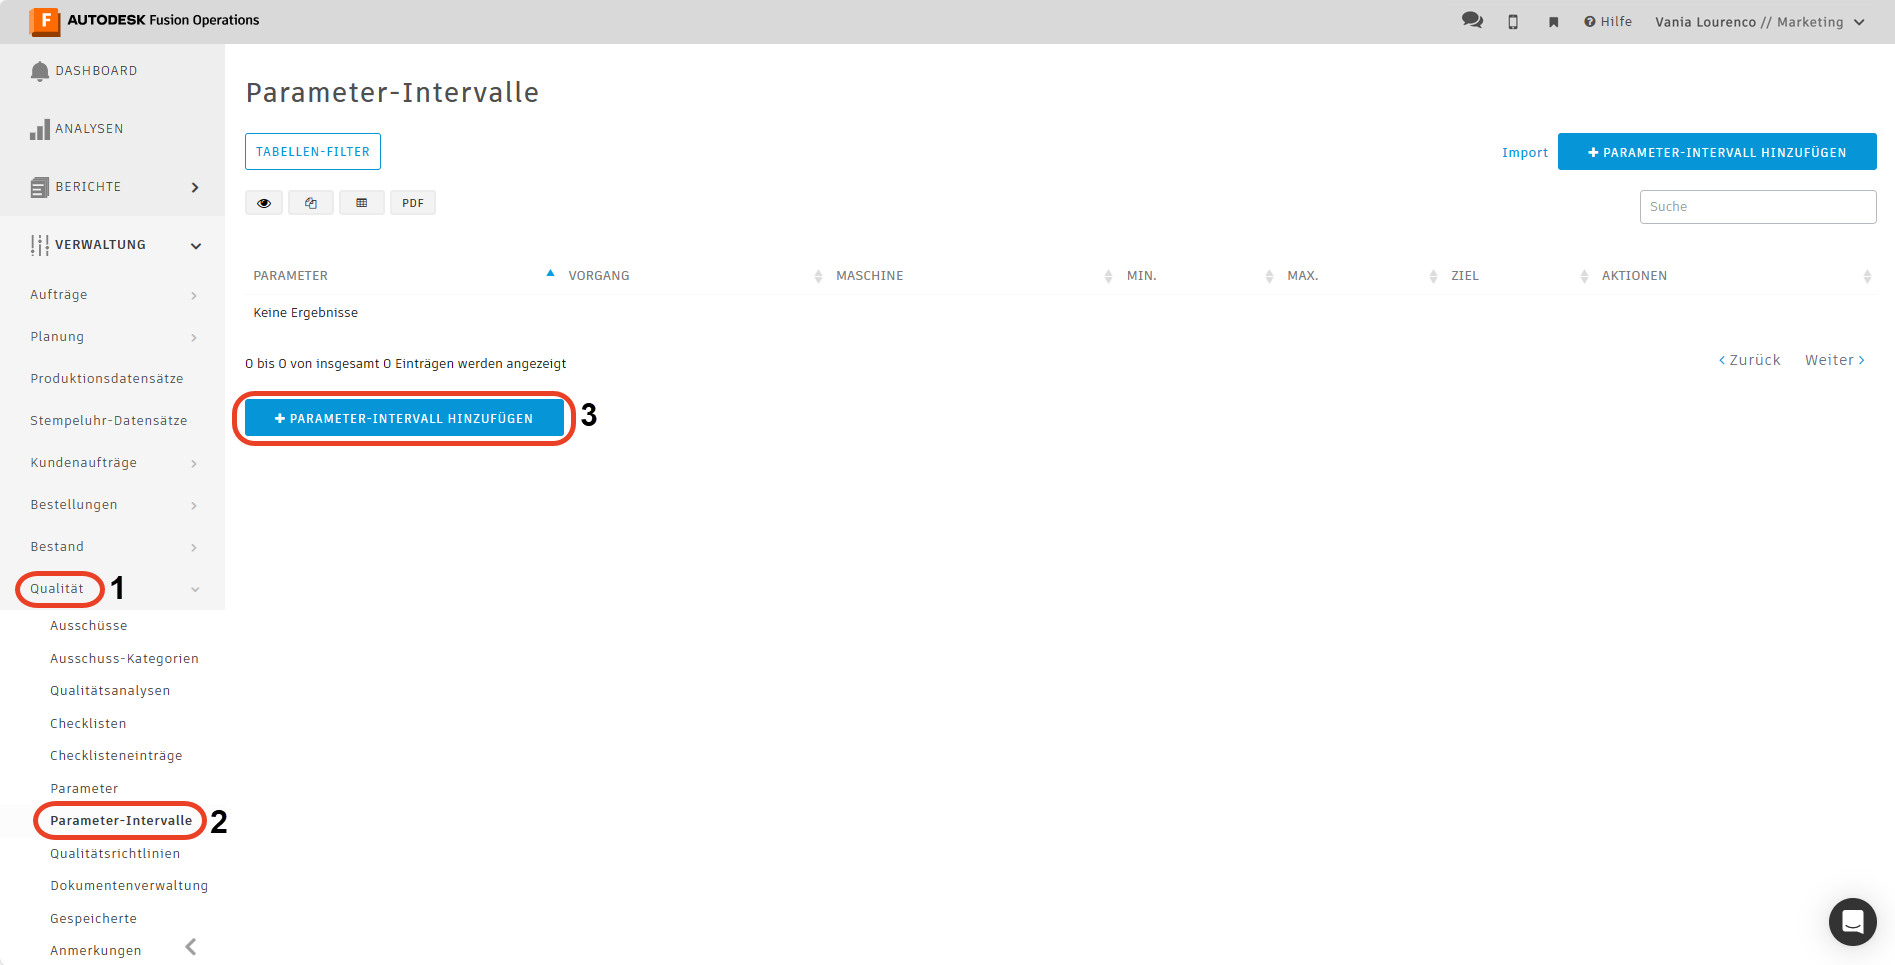 F AUTODESK Fusion Operations
Hilfe
Vania Lourenco // Marketing
DASHBOARD
ANALYSEN
BERICHTE
VERWALTUNG
Aufträge
Planung
Produktionsdatensätze
Stempeluhr-Datensätze
Kundenaufträge
Bestellungen
Bestand
Qualität 1
Ausschüsse
Ausschuss-Kategorien
Qualitätsanalysen
Checklisten
Checklisteneinträge
Parameter
Parameter-Intervalle 2
Qualitätsrichtlinien
Dokumentenverwaltung
Gespeicherte
Anmerkungen
Parameter-Intervalle
TABELLEN-FILTER
Import
+ PARAMETER-INTERVALL HINZUFÜGEN
PDF
Suche
PARAMETER VORGANG MASCHINE MIN. MAX. ZIEL AKTIONEN
Keine Ergebnisse
0 bis 0 von insgesamt 0 Einträgen werden angezeigt
< Zurück Weiter >
+ PARAMETER-INTERVALL HINZUFÜGEN 3